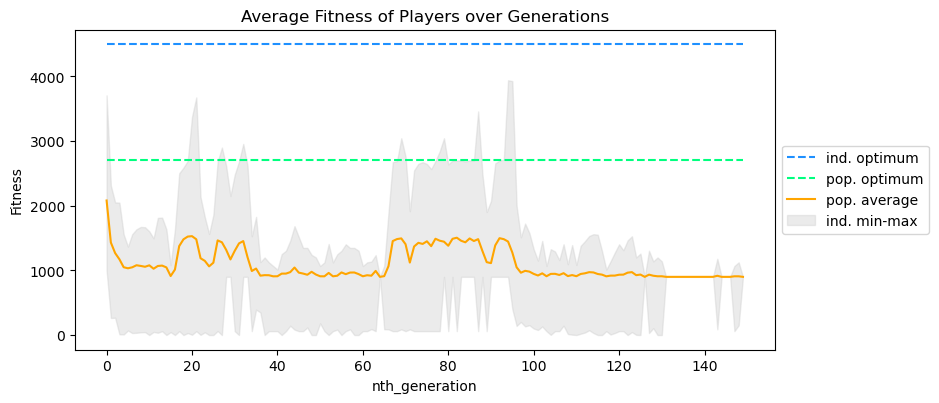 Average Fitness of Players over Generations
Fitness
4000
3000
2000
1000
0
0 20 40 60 80 100 120 140
nth_generation
ind. optimum
pop. optimum
pop. average
ind. min-max